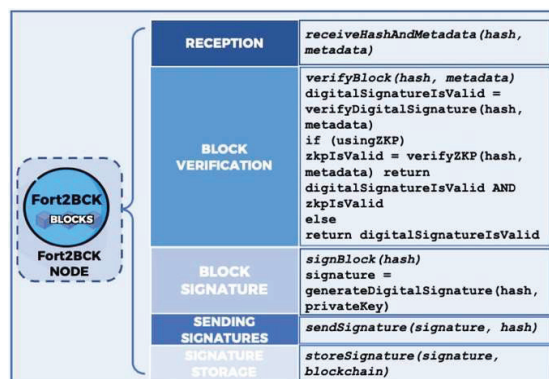 RECEPTION
receiveHashAndMetadata(hash,
metadata)
BLOCK
VERIFICATION
verifyBlock(hash, metadata)
digitalSignatureIsValid =
verifyDigitalSignature(hash,
metadata)
if (usingZKP)
zkpIsValid = verifyZKP(hash,
metadata) return
digitalSignatureIsValid AND
zkpIsValid
else
return digitalSignatureIsValid
Fort2BCK
BLOCKS
Fort2BCK
NODE
BLOCK
SIGNATURE
signBlock(hash)
signature =
generateDigitalSignature(hash,
privateKey)
SENDING
SIGNATURES
sendSignature(signature, hash)
SIGNATURE
STORAGE
storeSignature(signature,
blockchain)